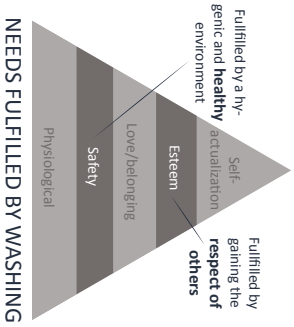 Fullfilled by a hy-
genic and healthy
environment
Fulfilled by
gaining the
respect of
others
Self-
actualization
Esteem
Love/belonging
Safety
Physiological
NEEDS FULFILLED BY WASHING